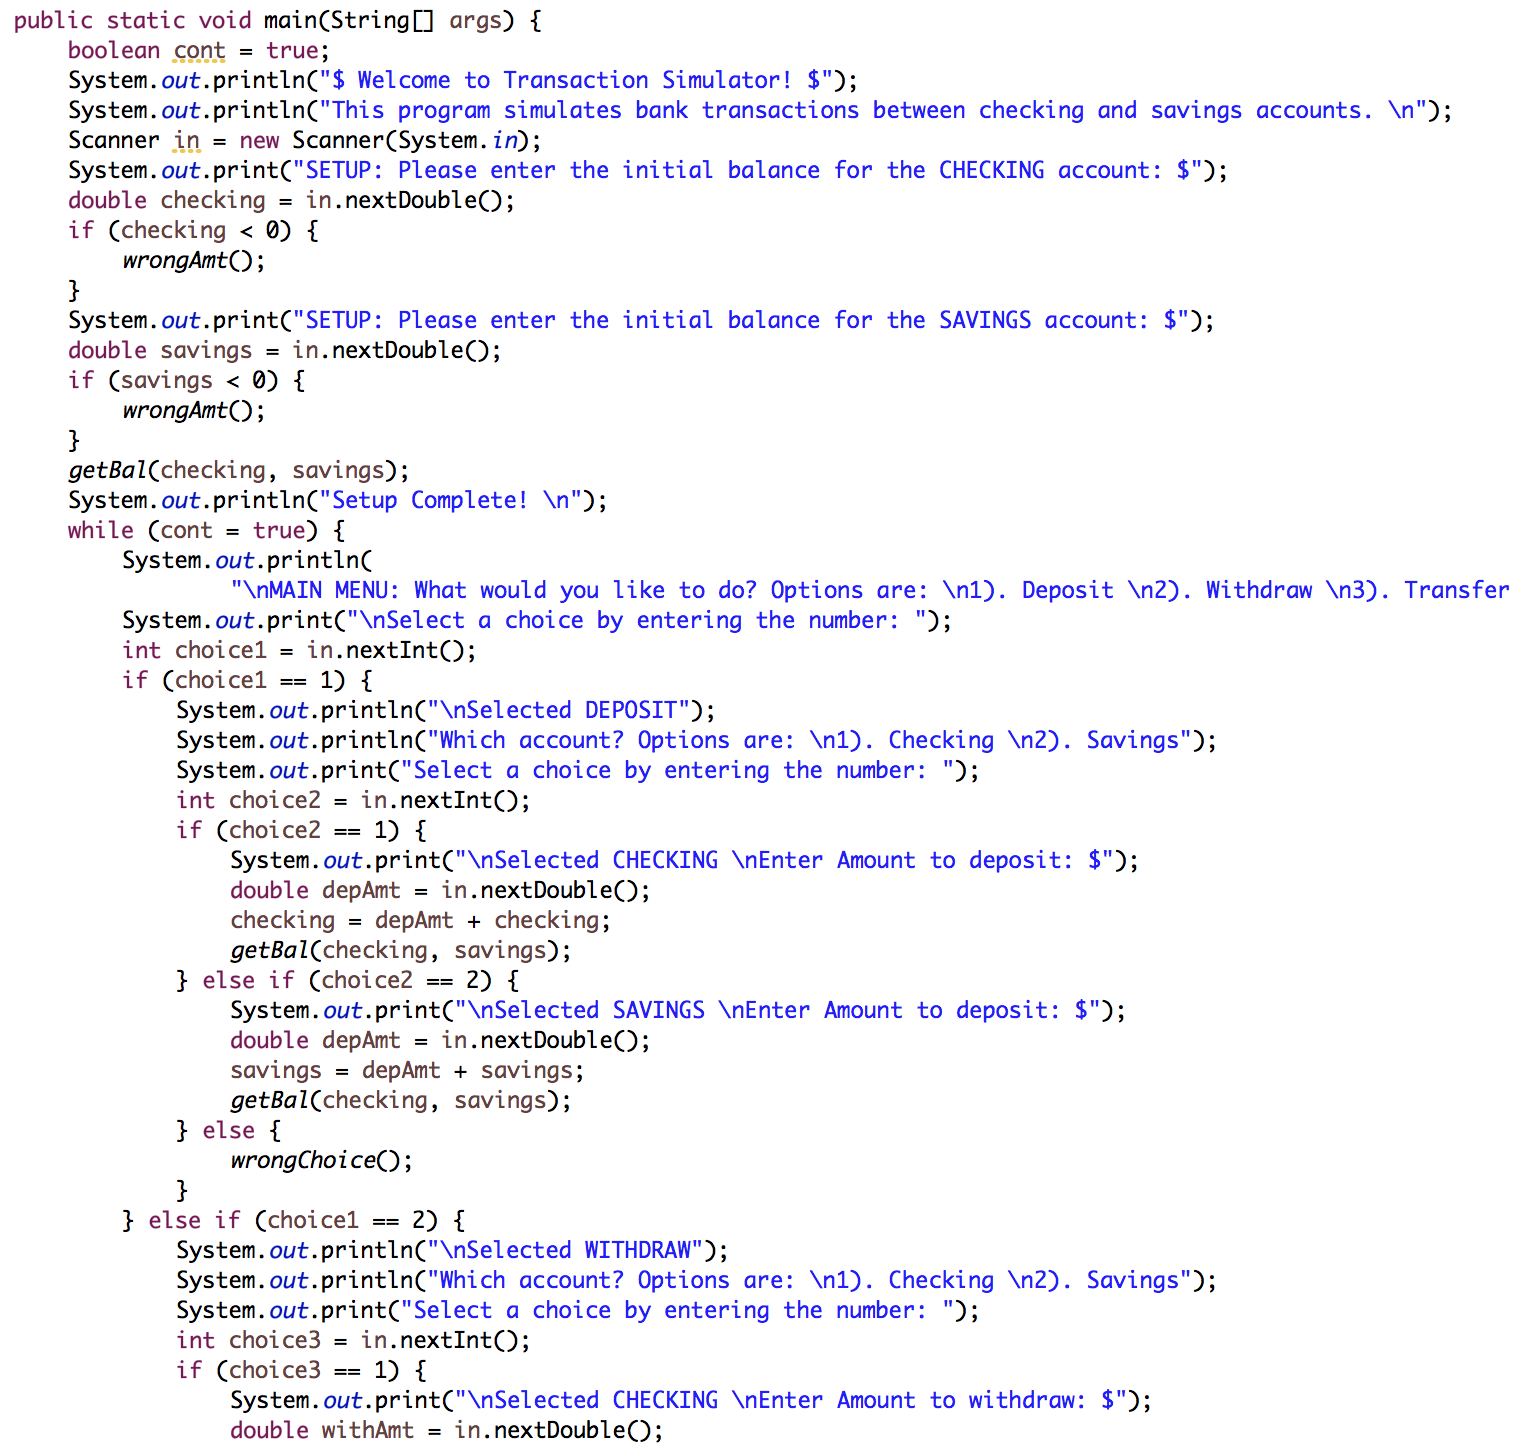 public static void main(String[] args) {
    boolean cont = true;
    System.out.println("$ Welcome to Transaction Simulator! $");
    System.out.println("This program simulates bank transactions between checking and savings accounts. \n");
    Scanner in = new Scanner(System.in);
    System.out.print("SETUP: Please enter the initial balance for the CHECKING account: $");
    double checking = in.nextDouble();
    if (checking < 0) {
        wrongAmt();
    }
    System.out.print("SETUP: Please enter the initial balance for the SAVINGS account: $");
    double savings = in.nextDouble();
    if (savings < 0) {
        wrongAmt();
    }
    getBal(checking, savings);
    System.out.println("Setup Complete! \n");
    while (cont = true) {
        System.out.println(
                "\nMAIN MENU: What would you like to do? Options are: \n1). Deposit \n2). Withdraw \n3). Transfer
        System.out.print("\nSelect a choice by entering the number: ");
        int choice1 = in.nextInt();
        if (choice1 == 1) {
            System.out.println("\nSelected DEPOSIT");
            System.out.println("Which account? Options are: \n1). Checking \n2). Savings");
            System.out.print("Select a choice by entering the number: ");
            int choice2 = in.nextInt();
            if (choice2 == 1) {
                System.out.print("\nSelected CHECKING \nEnter Amount to deposit: $");
                double depAmt = in.nextDouble();
                checking = depAmt + checking;
                getBal(checking, savings);
            } else if (choice2 == 2) {
                System.out.print("\nSelected SAVINGS \nEnter Amount to deposit: $");
                double depAmt = in.nextDouble();
                savings = depAmt + savings;
                getBal(checking, savings);
            } else {
                wrongChoice();
            }
        } else if (choice1 == 2) {
            System.out.println("\nSelected WITHDRAW");
            System.out.println("Which account? Options are: \n1). Checking \n2). Savings");
            System.out.print("Select a choice by entering the number: ");
            int choice3 = in.nextInt();
            if (choice3 == 1) {
                System.out.print("\nSelected CHECKING \nEnter Amount to withdraw: $");
                double withAmt = in.nextDouble();